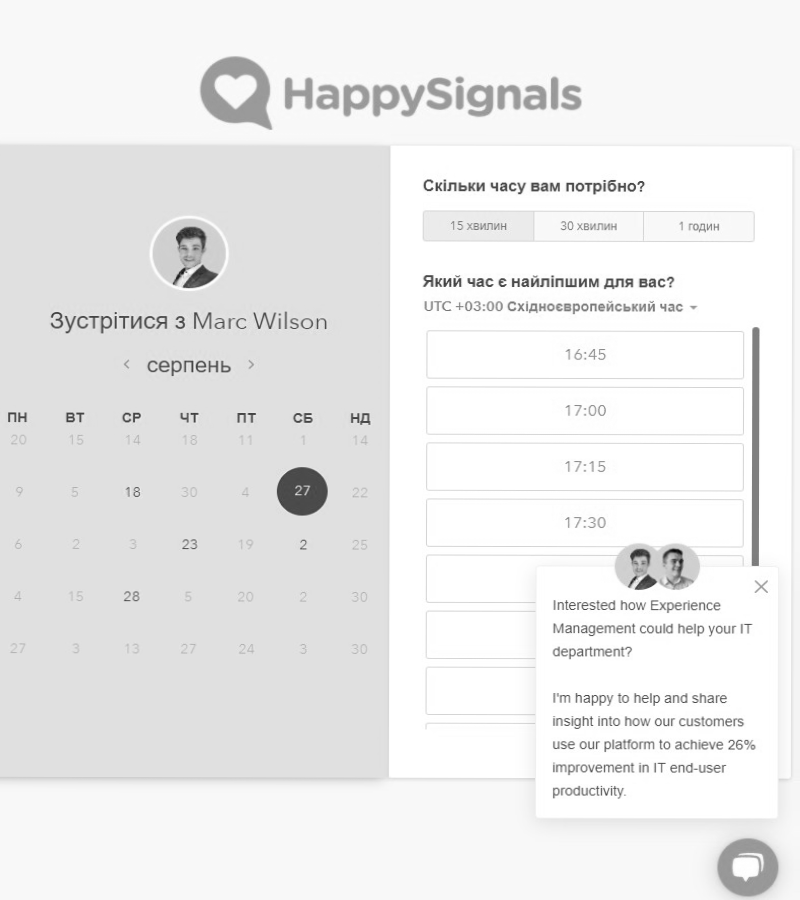 HappySignals
Зустрітися з Marc Wilson
серпень
ПН ВТ СР ЧТ ПТ СБ НД
20 15 14 18 11 1 14
9 5 18 30 4 27 22
6 2 3 23 19 2 25
4 15 28 5 20 2 30
27 3 13 27 24 3 30
Скільки часу вам потрібно?
15 хвилин 30 хвилин 1 годин
Який час є найліпшим для вас?
UTC +03:00 Східноєвропейський час
16:45
17:00
17:15
17:30
Interested how Experience
Management could help your IT
department?
I'm happy to help and share
insight into how our customers
use our platform to achieve 26%
improvement in IT end-user
productivity.